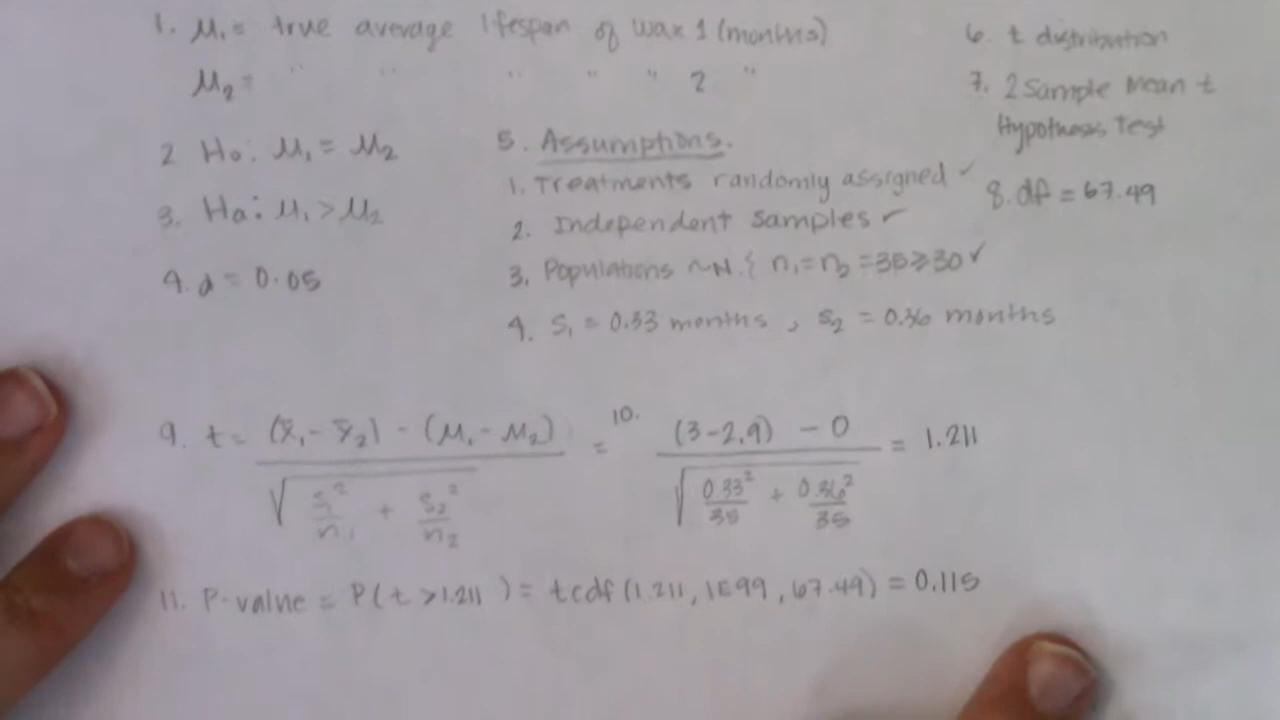 1. μ₁ = true average lifespan of wax 1 (months)
μ₂ = " " " " " 2 "
2 H₀: μ₁ = μ₂
3. Ha: μ₁ > μ₂
4. α = 0.05
5. Assumptions.
1. Treatments randomly assigned ✓
2. Independent samples ✓
3. Populations ~N. { n₁ = n₂ = 35 ≥ 30 ✓
4. S₁ = 0.33 months, S₂ = 0.36 months
6. t distribution
7. 2 Sample Mean t
Hypothesis Test
8. df = 67.49
9. t = (x̄₁ - x̄₂) - (μ₁ - μ₂) / √(s₁²/n₁ + s₂²/n₂) = 10. (3 - 2.9) - 0 / √(0.33²/35 + 0.36²/35) = 1.211
11. P-value = P(t > 1.211) = tcdf(1.211, 1E99, 67.49) = 0.115